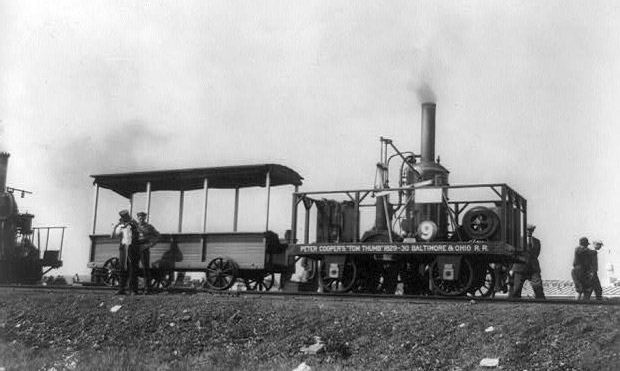 9
PETER COOPER'S "TOM THUMB" 1829-30 BALTIMORE & OHIO R.R.